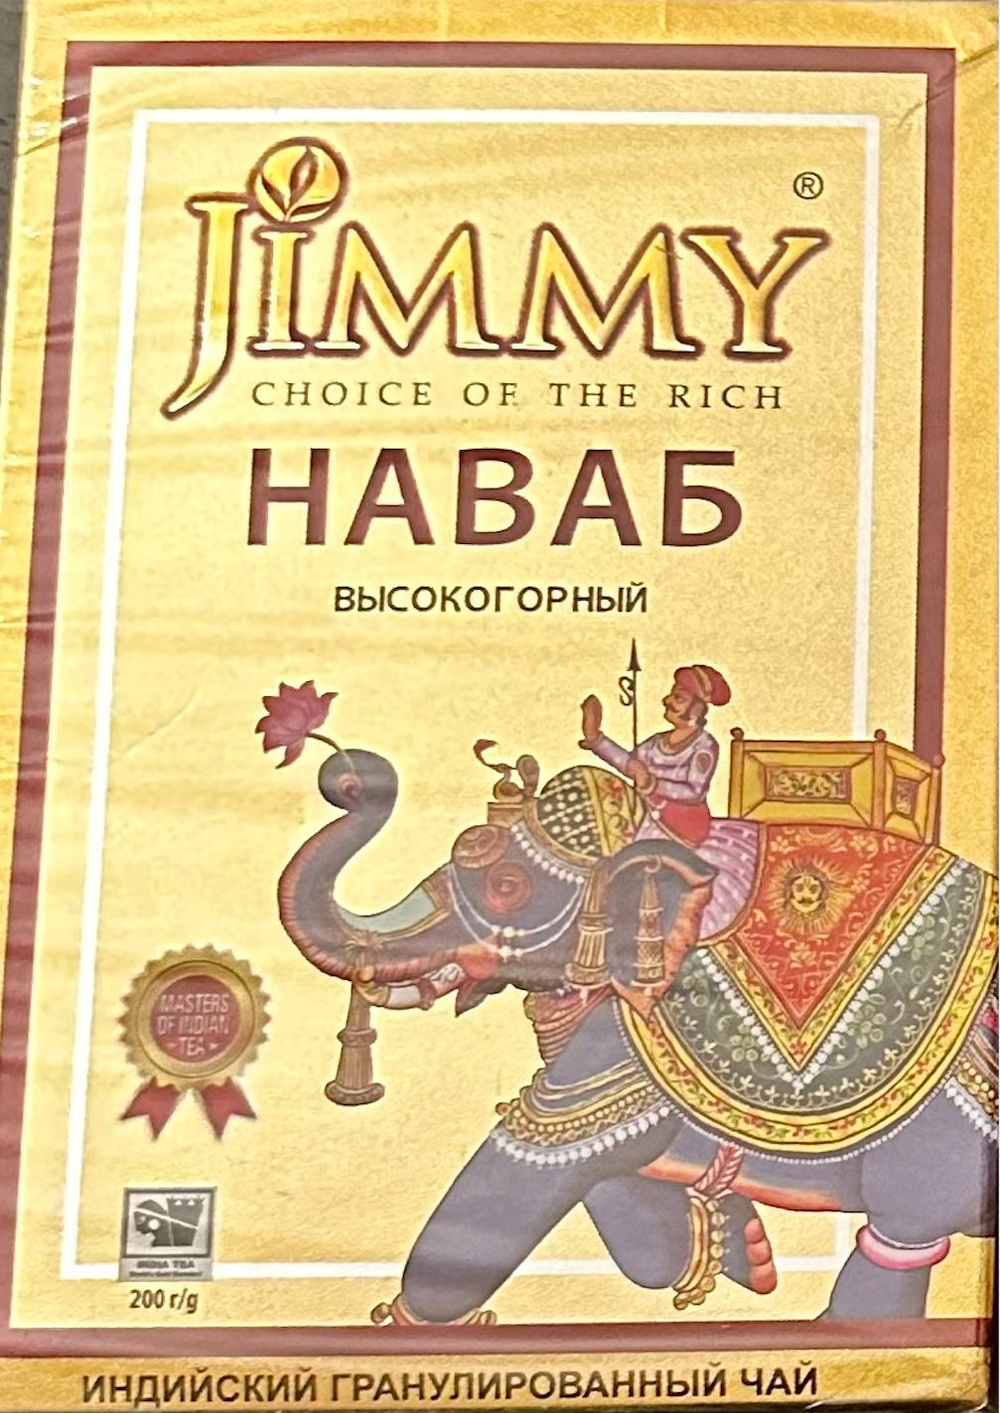 JIMMY ®
CHOICE OF THE RICH
НАВАБ
ВЫСОКОГОРНЫЙ
MASTERS
OF INDIAN
TEA
INDIA TEA
200 г/g
ИНДИЙСКИЙ ГРАНУЛИРОВАННЫЙ ЧАЙ